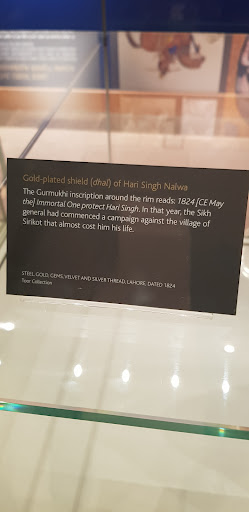 Gold-plated shield (dhal) of Hari Singh Nalwa
The Gurmukhi inscription around the rim reads: 1824 [CE May
the] Immortal One protect Hari Singh. In that year, the Sikh
general had commenced a campaign against the village of
Sirikot that almost cost him his life.
STEEL, GOLD, GEMS, VELVET AND SILVER THREAD, LAHORE, DATED 1824
Toor Collection